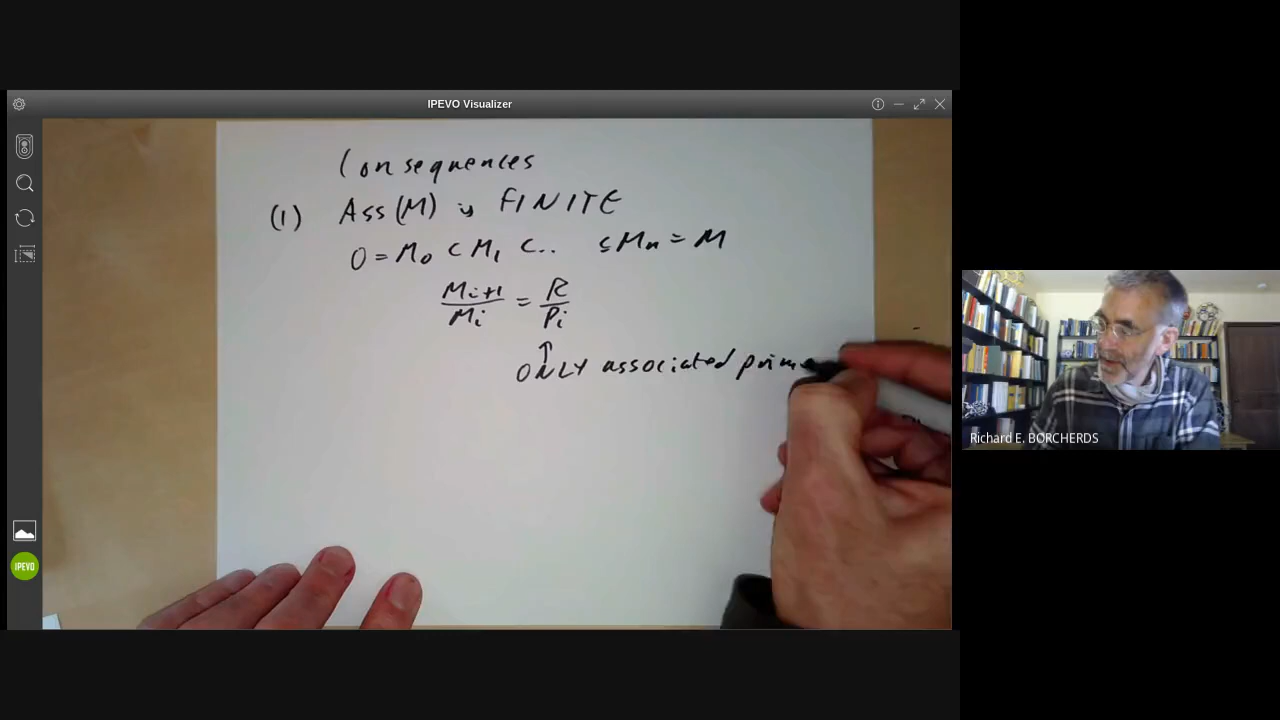 IPEVO Visualizer
Consequences
(1) Ass(M) is FINITE
0 = M₀ ⊂ M₁ ⊂ .. ⊆ Mₙ = M
Mᵢ₊₁/Mᵢ = R/Pᵢ
↑
ONLY associated prime
Richard E. BORCHERDS
IPEVO